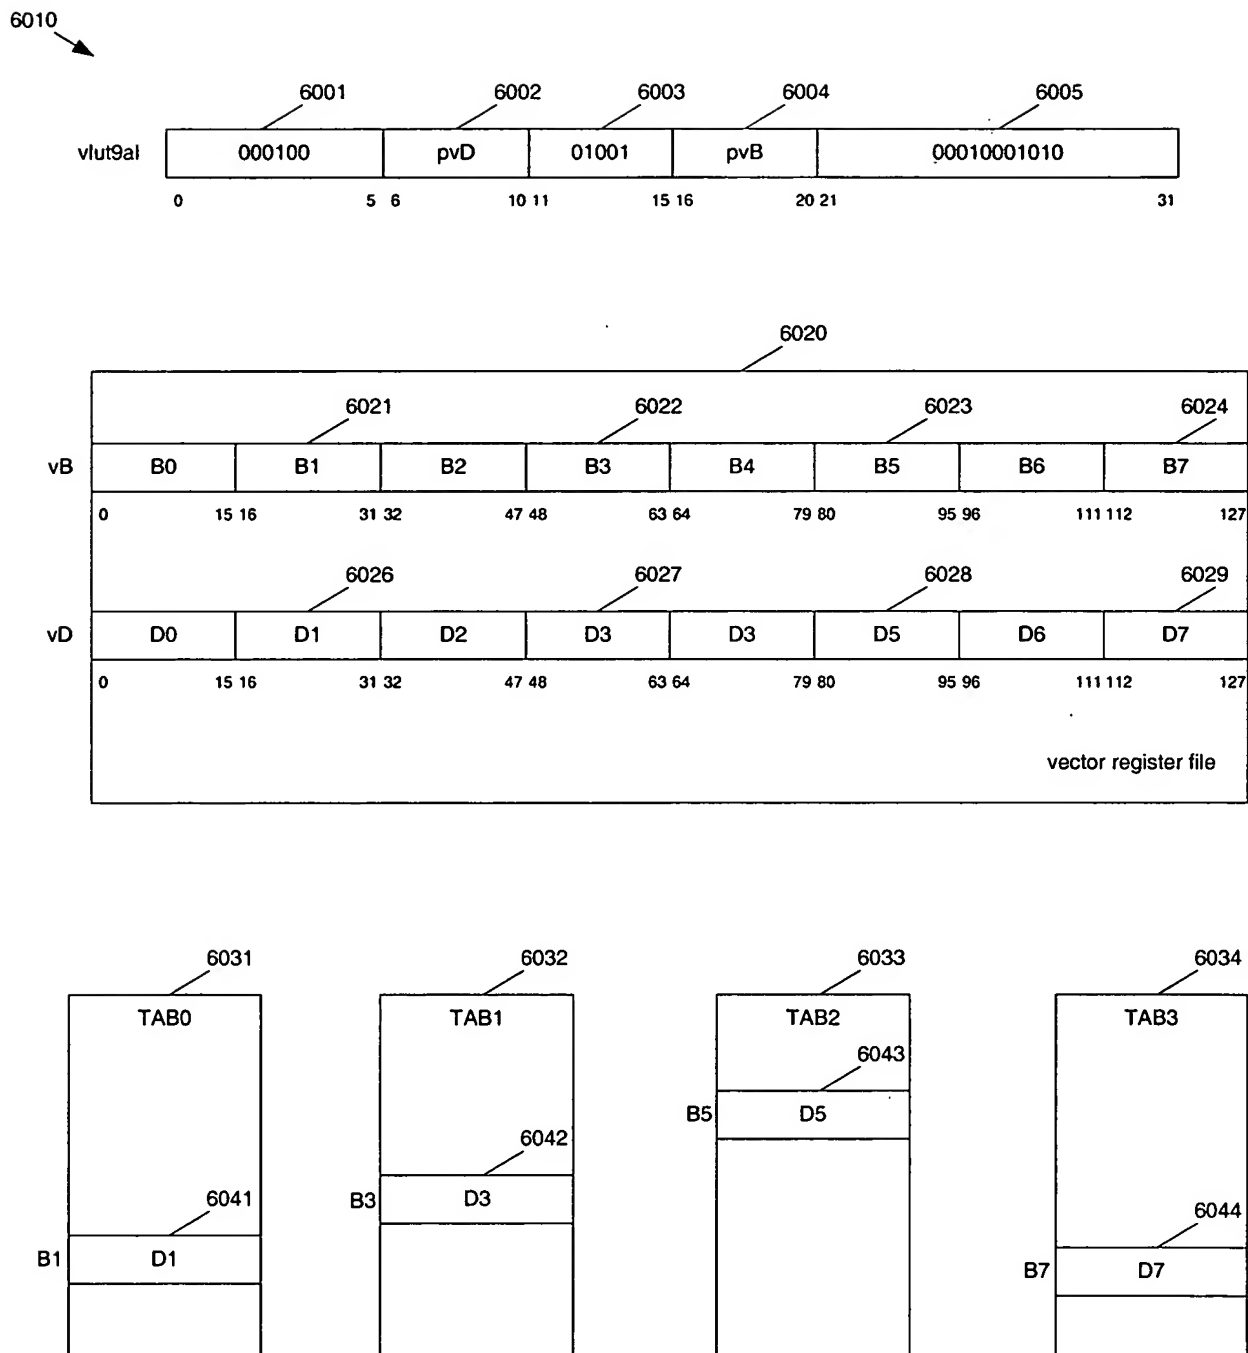 6010
6001 6002 6003 6004 6005
vlut9al 000100 pvD 01001 pvB 00010001010
0 5 6 10 11 15 16 20 21 31
6020
6021 6022 6023 6024
vB B0 B1 B2 B3 B4 B5 B6 B7
0 15 16 31 32 47 48 63 64 79 80 95 96 111 112 127
6026 6027 6028 6029
vD D0 D1 D2 D3 D3 D5 D6 D7
0 15 16 31 32 47 48 63 64 79 80 95 96 111 112 127
vector register file
6031 6032 6033 6034
TAB0 TAB1 TAB2 TAB3
6043
B5 D5
6042
B3 D3
6041 6044
B1 D1 B7 D7